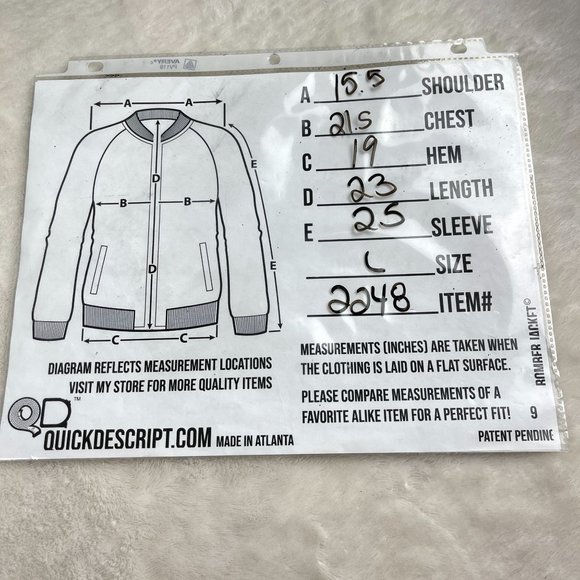 AVERY®
A A
E
D
B B
D
A
E
C C
A 15.5 SHOULDER
B 21.5 CHEST
C 19 HEM
D 23 LENGTH
E 25 SLEEVE
L SIZE
2248 ITEM#
DIAGRAM REFLECTS MEASUREMENT LOCATIONS
VISIT MY STORE FOR MORE QUALITY ITEMS
QD™
QUICKDESCRIPT.COM MADE IN ATLANTA
MEASUREMENTS (INCHES) ARE TAKEN WHEN
THE CLOTHING IS LAID ON A FLAT SURFACE.
PLEASE COMPARE MEASUREMENTS OF A
FAVORITE ALIKE ITEM FOR A PERFECT FIT! 9
PATENT PENDING
BOMBER JACKET©